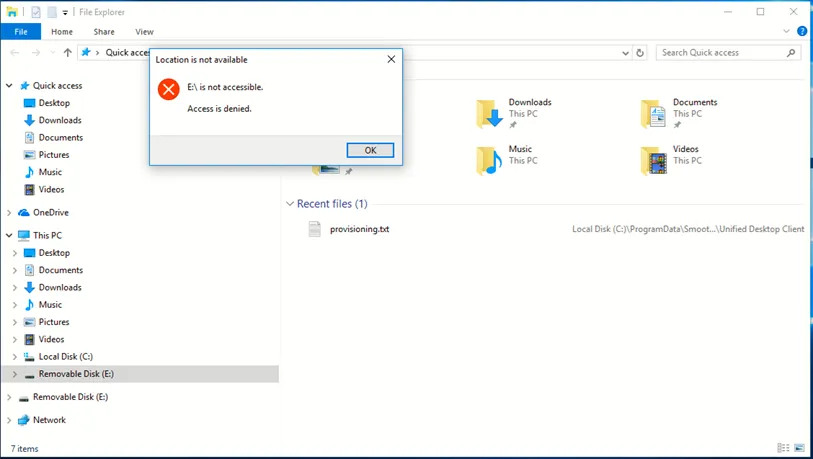 File Explorer
File Home Share View
Quick acce
Search Quick access
Location is not available
E:\ is not accessible.
Access is denied.
OK
Quick access
Desktop
Downloads
Documents
Pictures
Music
Videos
OneDrive
This PC
Desktop
Documents
Downloads
Music
Pictures
Videos
Local Disk (C:)
Removable Disk (E:)
Removable Disk (E:)
Network
Downloads
This PC
Documents
This PC
Music
This PC
Videos
This PC
Recent files (1)
provisioning.txt Local Disk (C:)\ProgramData\Smoot...\Unified Desktop Client
7 items